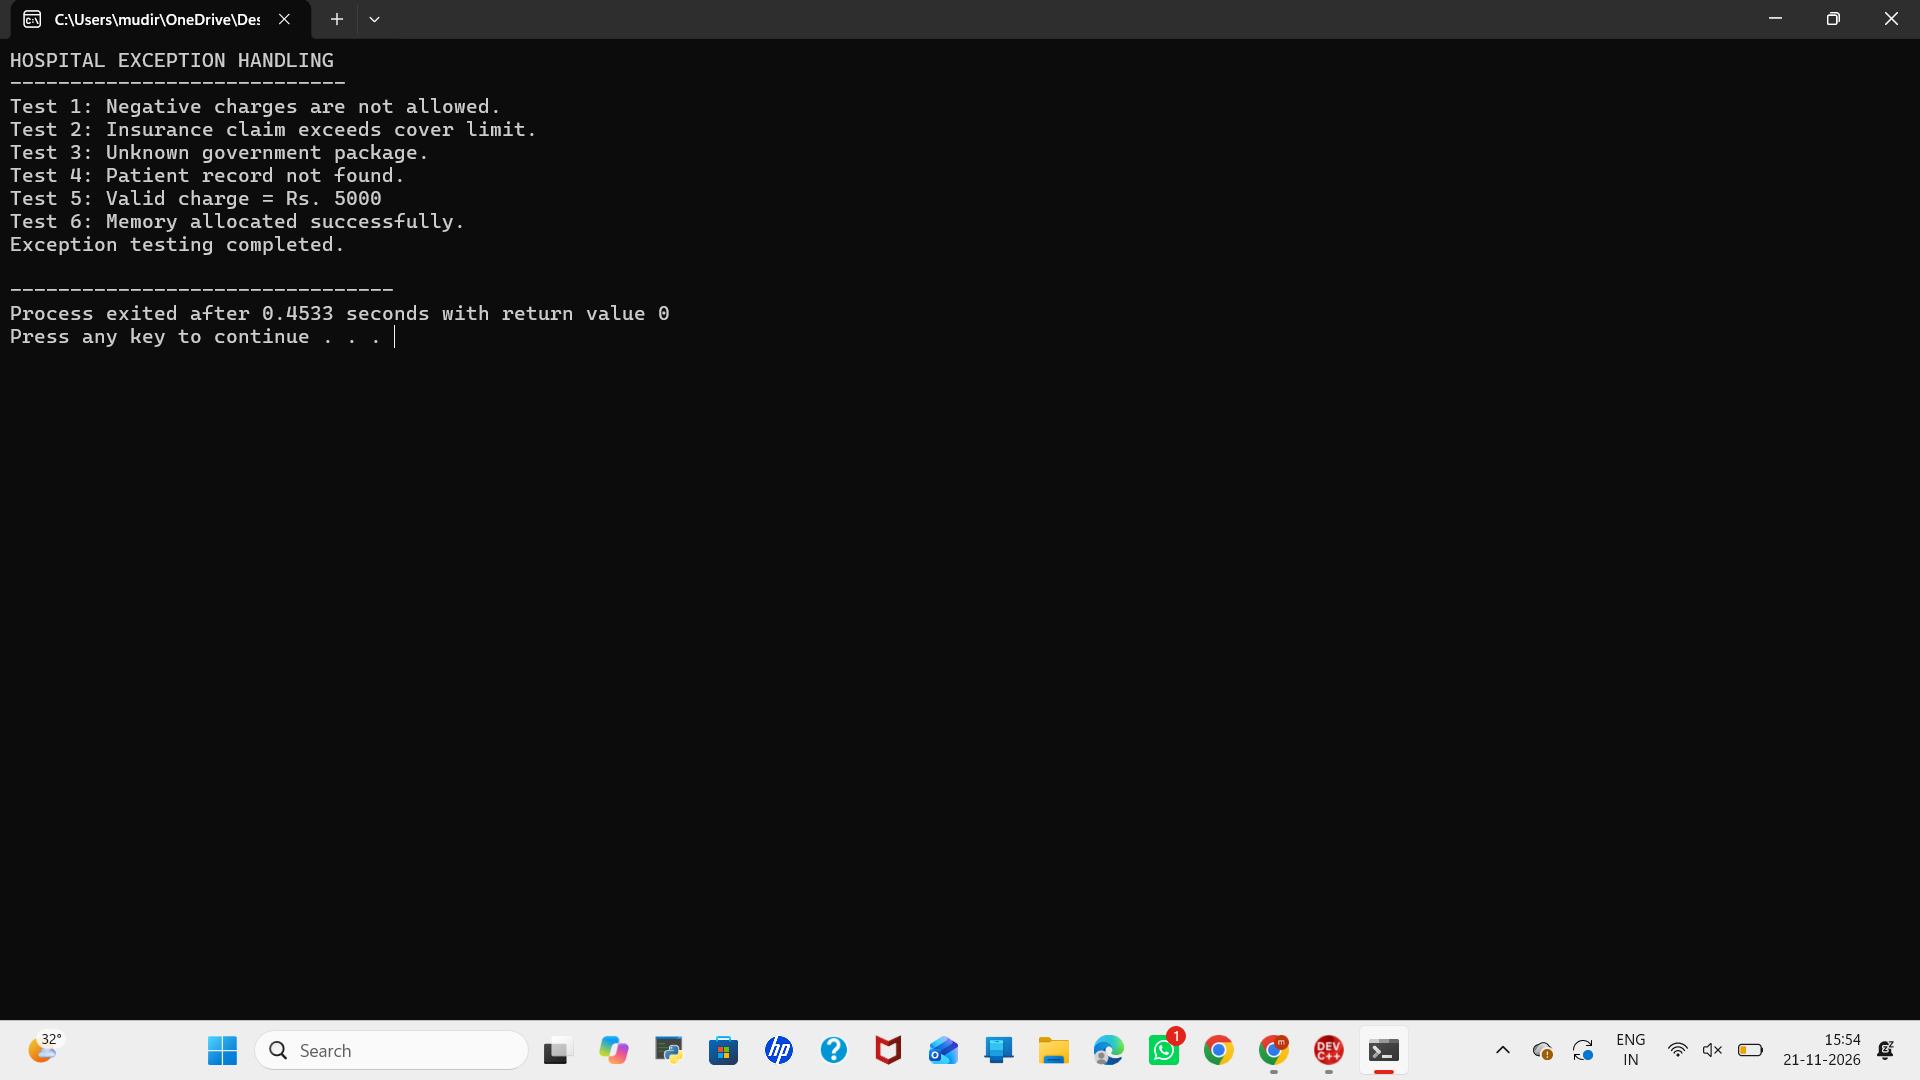 C:\Users\mudir\OneDrive\Des
HOSPITAL EXCEPTION HANDLING
----------------------------
Test 1: Negative charges are not allowed.
Test 2: Insurance claim exceeds cover limit.
Test 3: Unknown government package.
Test 4: Patient record not found.
Test 5: Valid charge = Rs. 5000
Test 6: Memory allocated successfully.
Exception testing completed.
--------------------------------
Process exited after 0.4533 seconds with return value 0
Press any key to continue . . .
32°
Search
hp
1
m
DEV C++
ENG
IN
15:54
21-11-2026